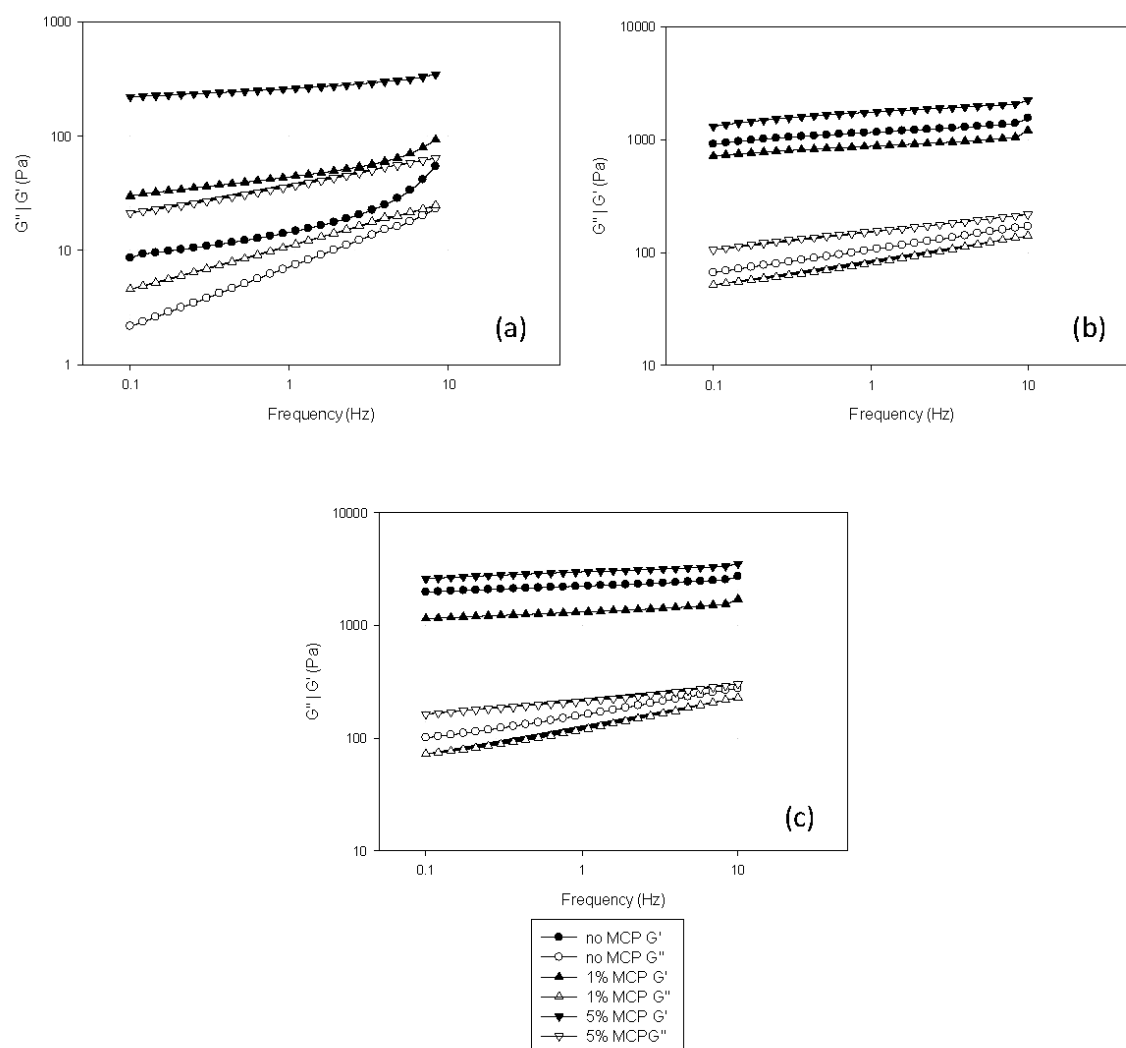 1000
100
10
1
G'' | G' (Pa)
0.1
1
10
Frequency (Hz)
(a)
10000
1000
100
10
G'' | G' (Pa)
0.1
1
10
Frequency (Hz)
(b)
10000
1000
100
10
G'' | G' (Pa)
0.1
1
10
Frequency (Hz)
(c)
no MCP G'
no MCP G''
1% MCP G'
1% MCP G''
5% MCP G'
5% MCPG''